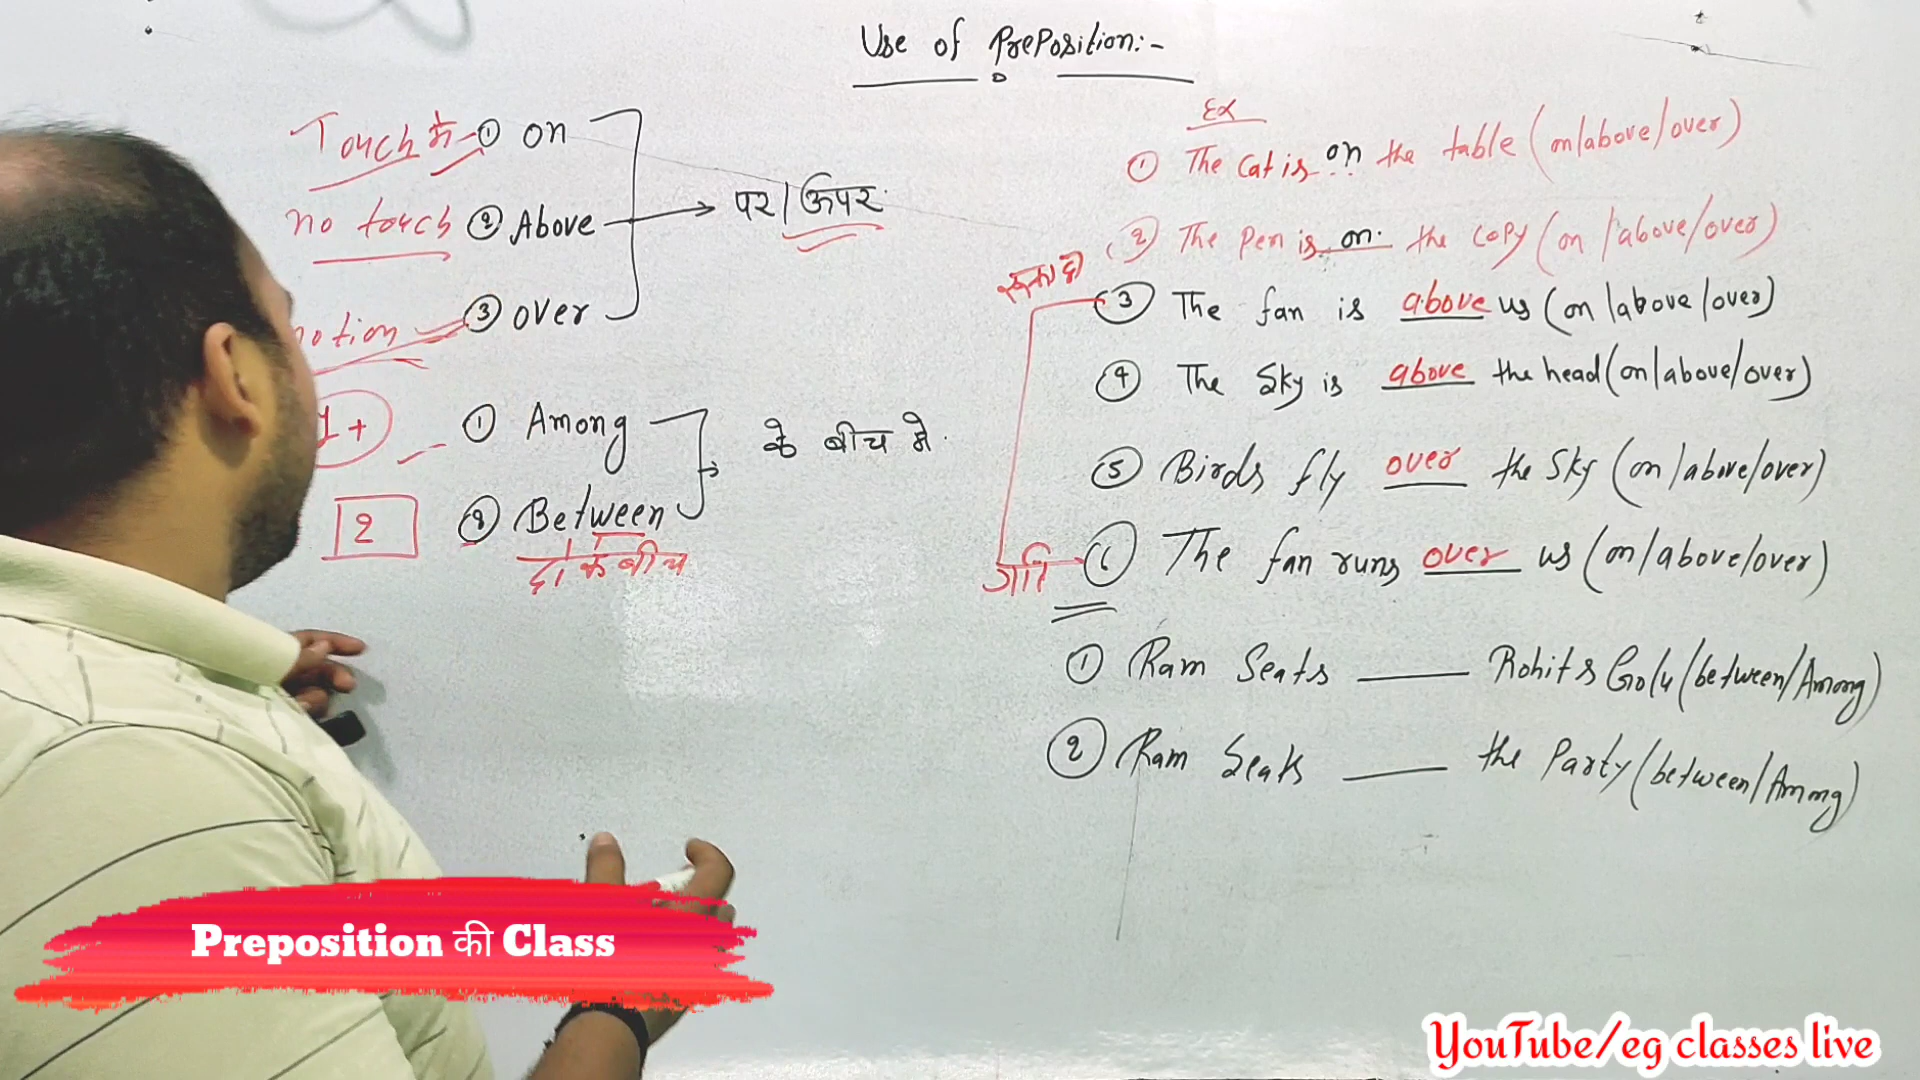 Use of Preposition:-
Touch में - ① on
no touch ② Above
③ over
पर / ऊपर
1+ ① Among
2 ② Between
के बीच मे
दो के बीच
Ex
① The Cat is on the table (on/above/over)
② The Pen is on the copy (on/above/over)
③ The fan is above us (on/above/over)
④ The Sky is above the head (on/above/over)
⑤ Birds fly over the Sky (on/above/over)
गति
⑥ The fan runs over us (on/above/over)
① Ram Seats ___ Rohit & Golu (between/Among)
② Ram Seats ___ the Party (between/Among)
Preposition की Class
YouTube/eg classes live